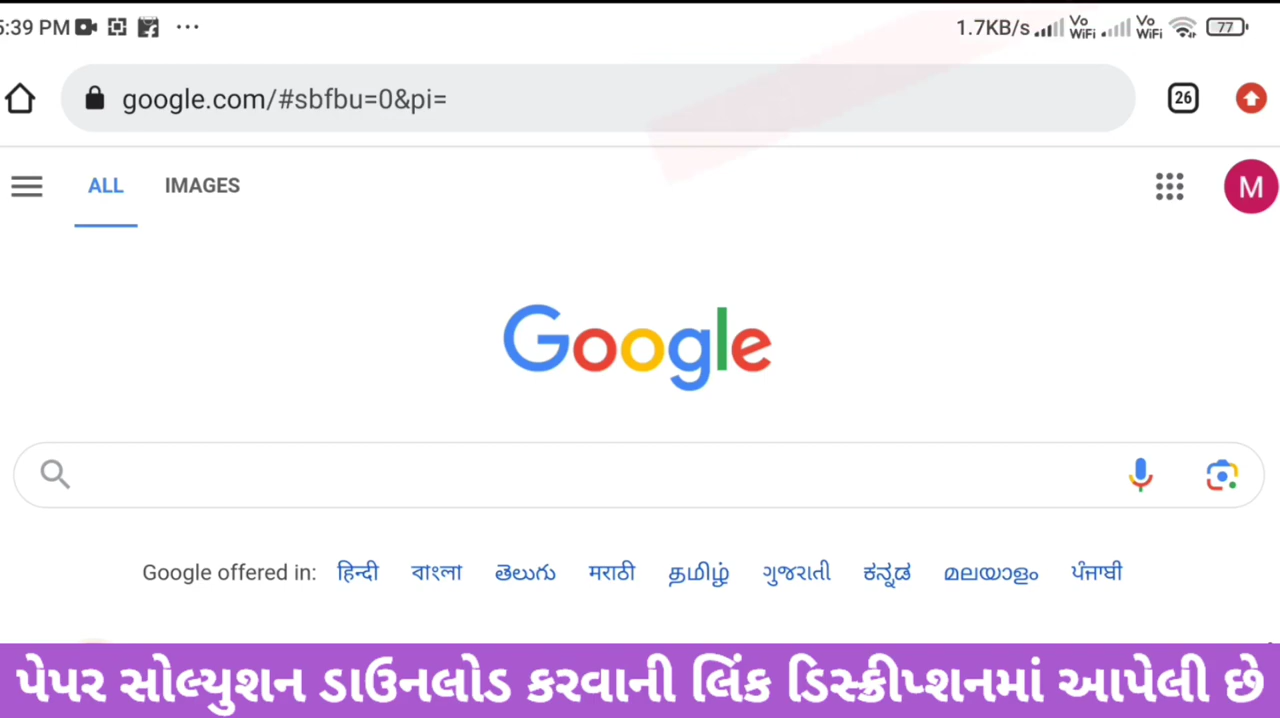 5:39 PM ... 1.7KB/s Vo WiFi Vo WiFi 77
google.com/#sbfbu=0&pi= 26
ALL IMAGES M
Google
Google offered in: हिन्दी বাংলা తెలుగు मराठी தமிழ் ગુજરાતી ಕನ್ನಡ മലയാളം ਪੰਜਾਬੀ
પેપર સોલ્યુશન ડાઉનલોડ કરવાની લિંક ડિસ્ક્રીપ્શનમાં આપેલી છે